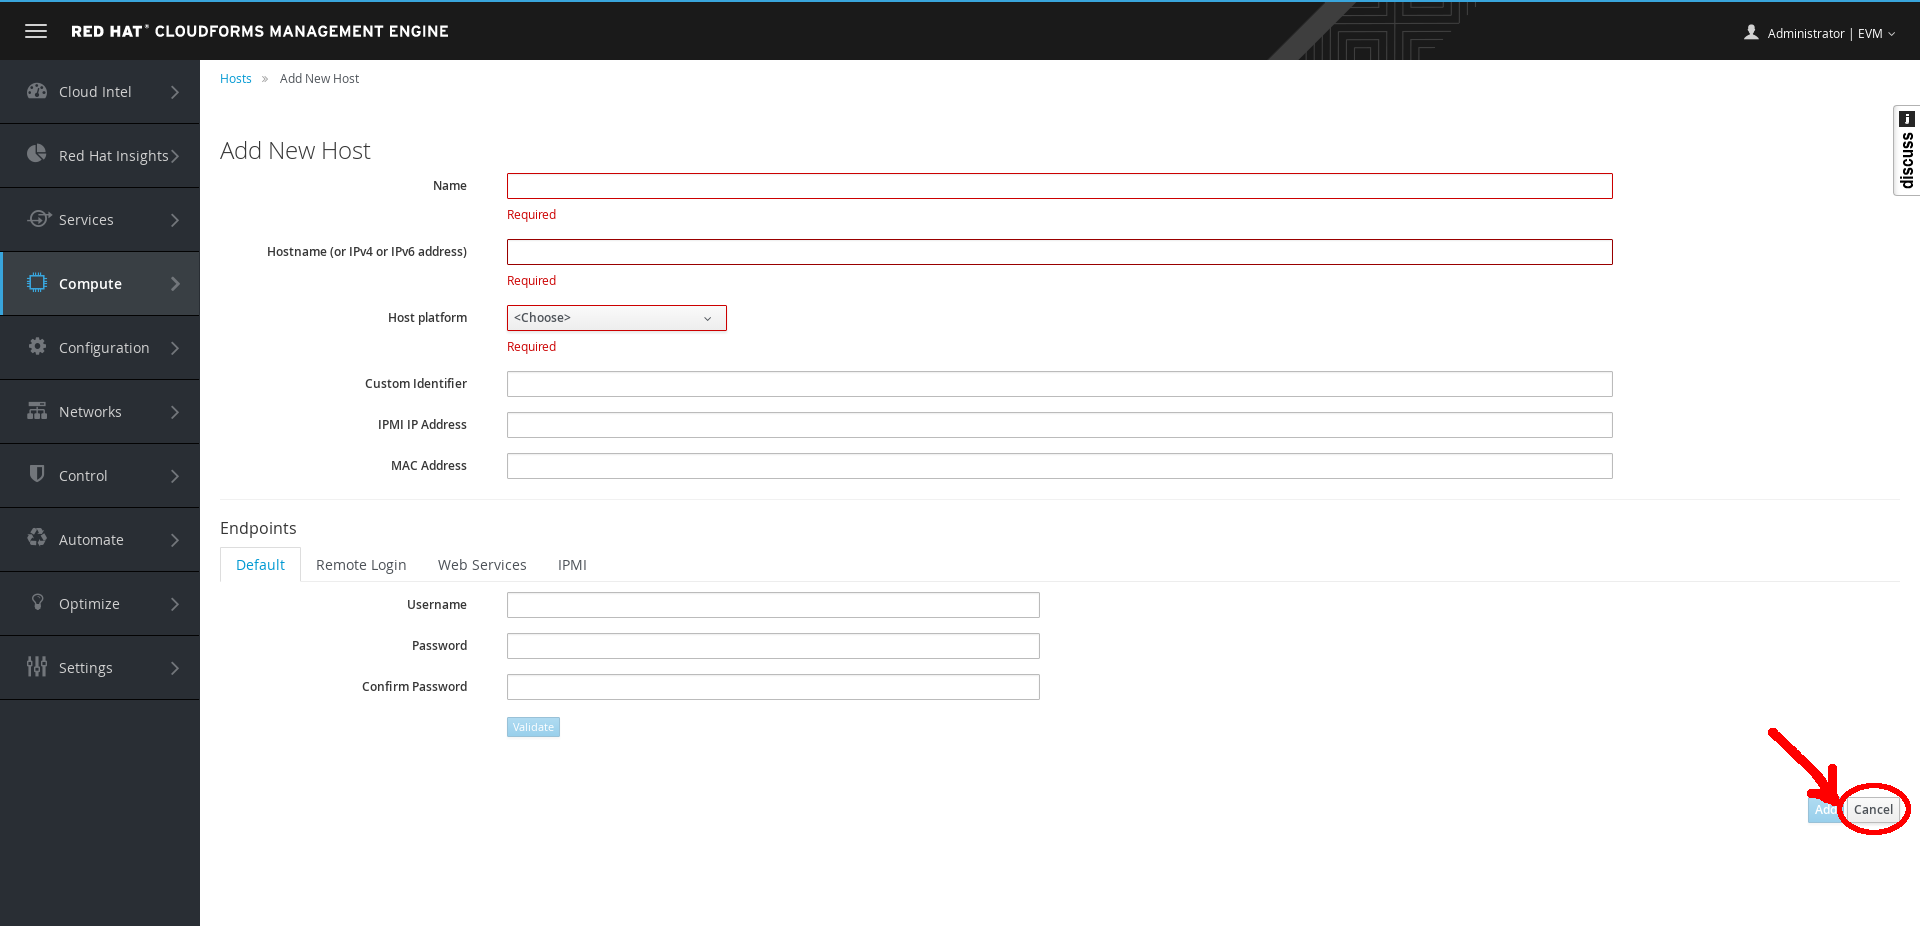 RED HAT® CLOUDFORMS MANAGEMENT ENGINE
Administrator | EVM
Cloud Intel
Red Hat Insights
Services
Compute
Configuration
Networks
Control
Automate
Optimize
Settings
Hosts » Add New Host
i discuss
Add New Host
Name
Required
Hostname (or IPv4 or IPv6 address)
Required
Host platform <Choose>
Required
Custom Identifier
IPMI IP Address
MAC Address
Endpoints
Default Remote Login Web Services IPMI
Username
Password
Confirm Password
Validate
Add Cancel